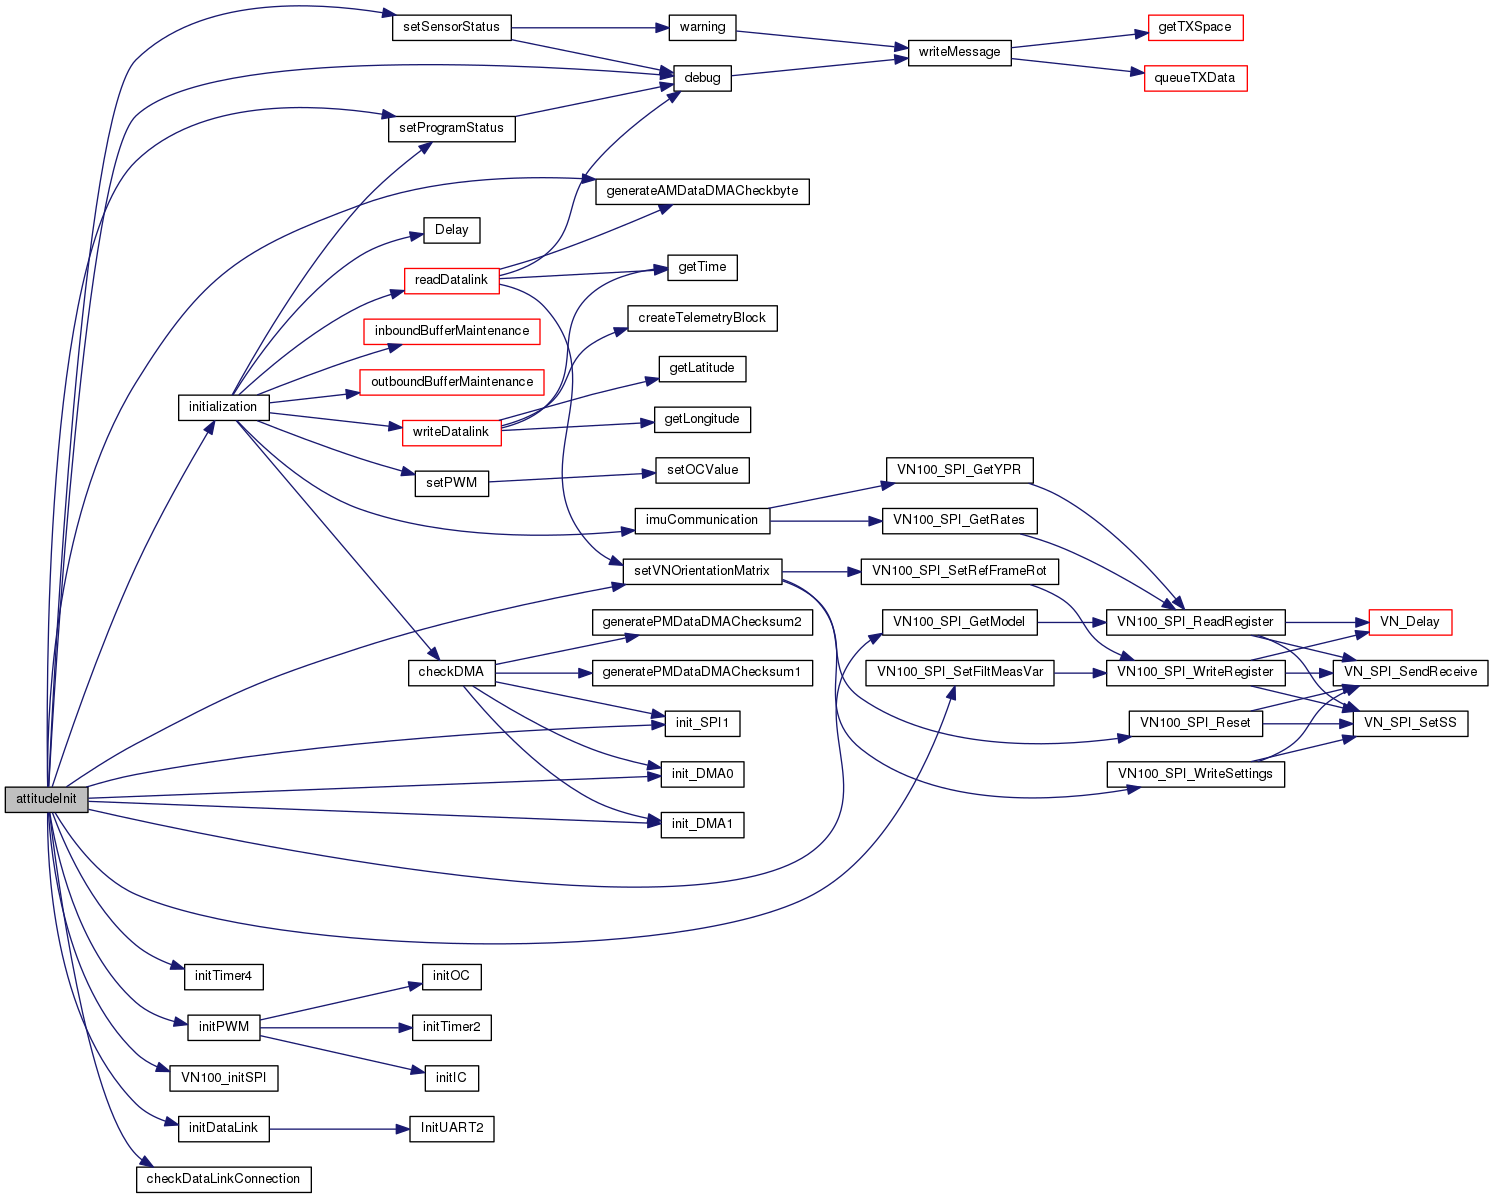 setSensorStatus
warning
getTXSpace
writeMessage
debug
queueTXData
setProgramStatus
generateAMDataDMACheckbyte
Delay
readDatalink
getTime
createTelemetryBlock
inboundBufferMaintenance
getLatitude
outboundBufferMaintenance
initialization
getLongitude
writeDatalink
setOCValue
VN100_SPI_GetYPR
setPWM
imuCommunication
VN100_SPI_GetRates
setVNOrientationMatrix
VN100_SPI_SetRefFrameRot
generatePMDataDMAChecksum2
VN100_SPI_GetModel
VN100_SPI_ReadRegister
VN_Delay
checkDMA
generatePMDataDMAChecksum1
VN100_SPI_SetFiltMeasVar
VN100_SPI_WriteRegister
VN_SPI_SendReceive
init_SPI1
VN100_SPI_Reset
VN_SPI_SetSS
init_DMA0
VN100_SPI_WriteSettings
attitudeInit
init_DMA1
initTimer4
initOC
initPWM
initTimer2
VN100_initSPI
initIC
initDataLink
InitUART2
checkDataLinkConnection